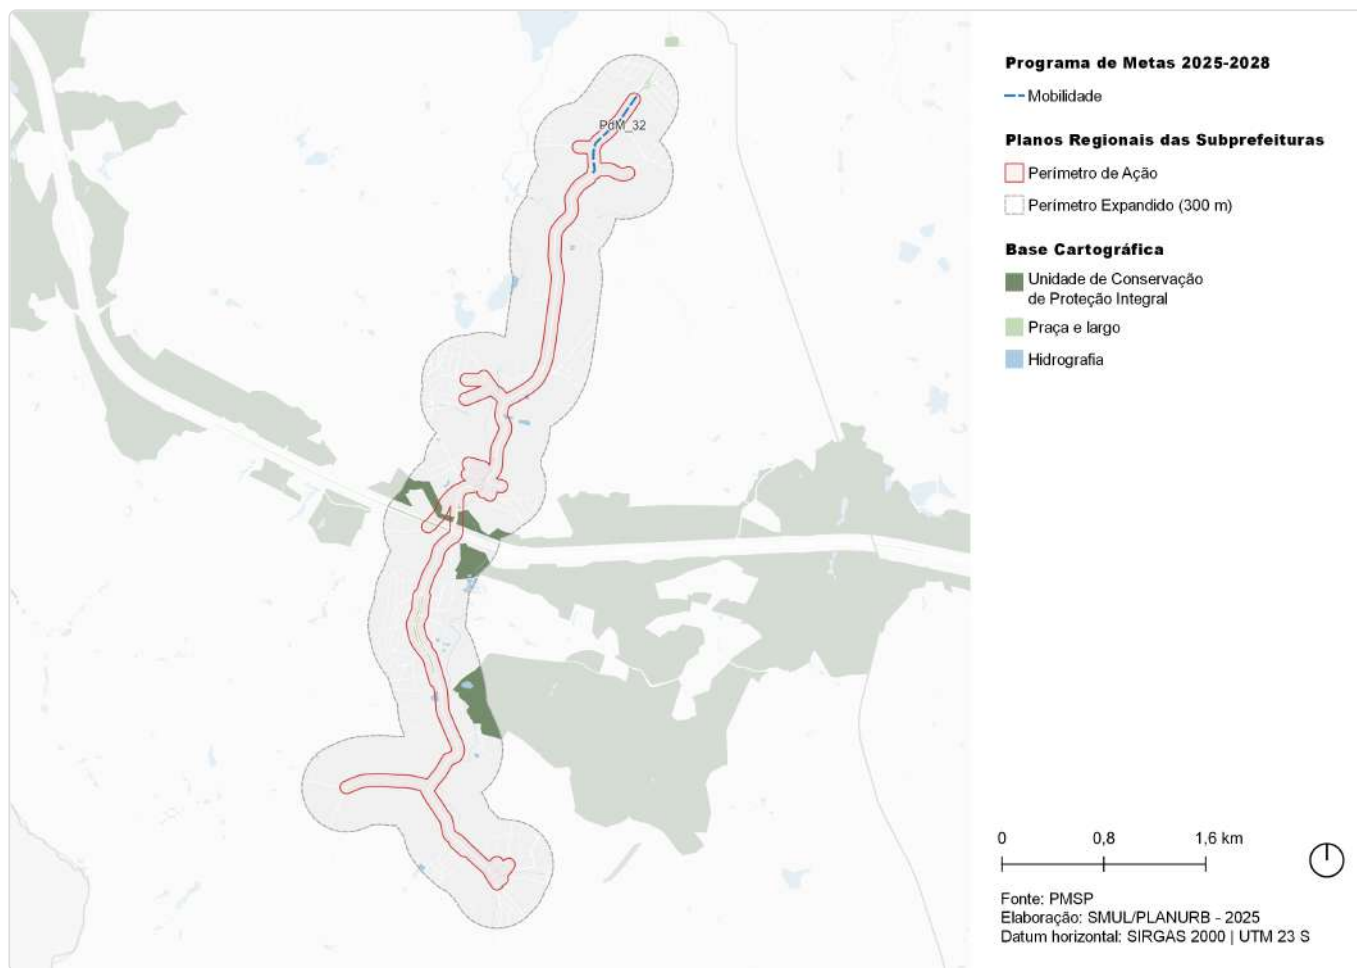 PdM_32
Programa de Metas 2025-2028
Mobilidade
Planos Regionais das Subprefeituras
Perímetro de Ação
Perímetro Expandido (300 m)
Base Cartográfica
Unidade de Conservação
de Proteção Integral
Praça e largo
Hidrografia
0 0,8 1,6 km
Fonte: PMSP
Elaboração: SMUL/PLANURB - 2025
Datum horizontal: SIRGAS 2000 | UTM 23 S